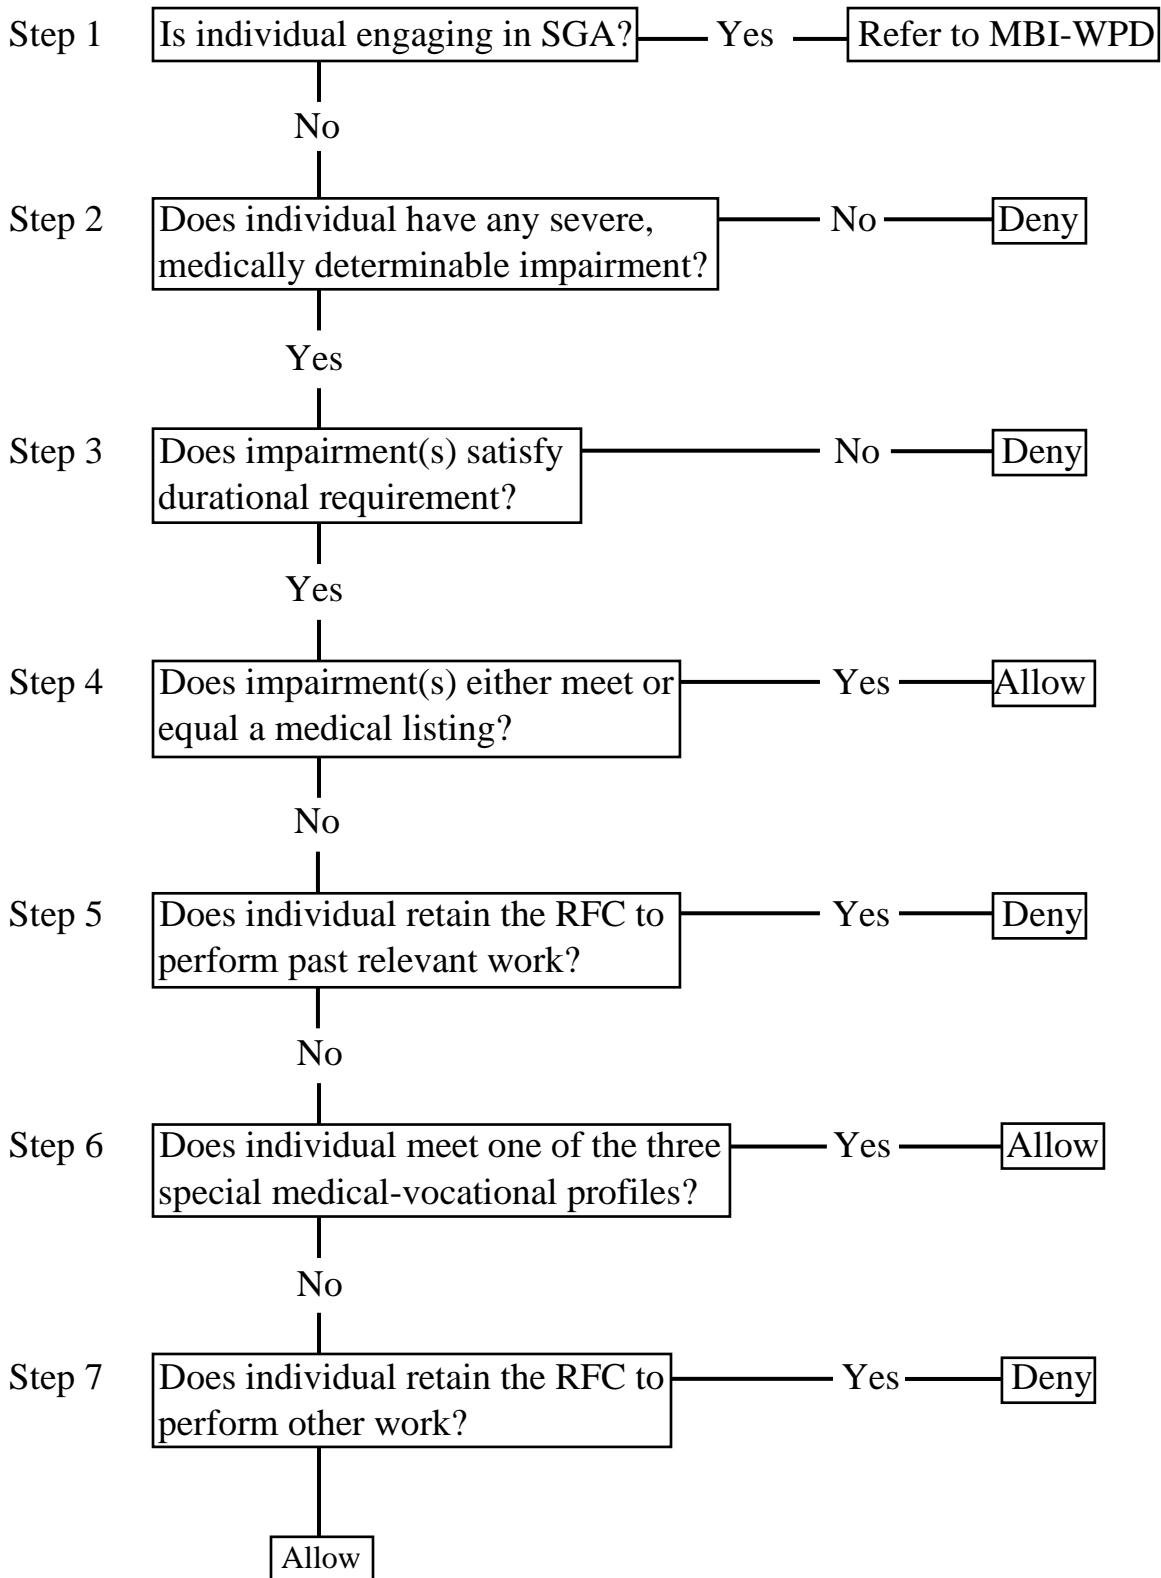 Step 1 Is individual engaging in SGA? Yes Refer to MBI-WPD
No
Step 2 Does individual have any severe, No Deny
medically determinable impairment?
Yes
Step 3 Does impairment(s) satisfy No Deny
durational requirement?
Yes
Step 4 Does impairment(s) either meet or Yes Allow
equal a medical listing?
No
Step 5 Does individual retain the RFC to Yes Deny
perform past relevant work?
No
Step 6 Does individual meet one of the three Yes Allow
special medical-vocational profiles?
No
Step 7 Does individual retain the RFC to Yes Deny
perform other work?
Allow